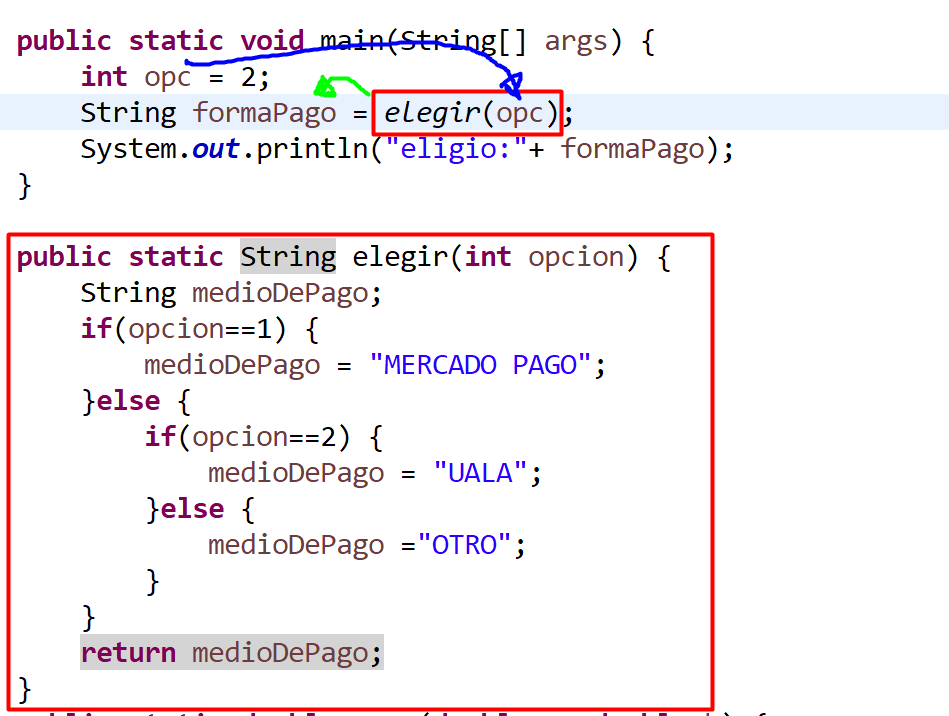 public static void main(String[] args) {
int opc = 2;
String formaPago = elegir(opc);
System.out.println("eligio:"+ formaPago);
}
public static String elegir(int opcion) {
String medioDePago;
if(opcion==1) {
medioDePago = "MERCADO PAGO";
}else {
if(opcion==2) {
medioDePago = "UALA";
}else {
medioDePago ="OTRO";
}
}
return medioDePago;
}